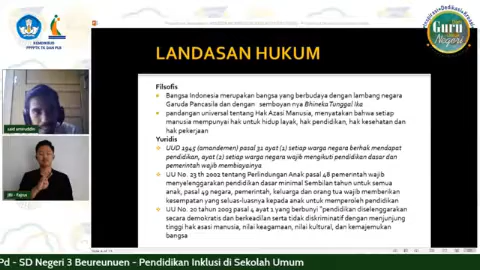 KEMENDIKBUD
PPPPTK TK DAN PLB
Guru
Negeri
LANDASAN HUKUM
Filsofis
• Bangsa Indonesia merupakan bangsa yang berbudaya dengan lambang negara
Garuda Pancasila dan dengan semboyan nya Bhineka Tunggal Ika
• pandangan universal tentang Hak Azasi Manusia, menyatakan bahwa setiap
manusia mempunyai hak untuk hidup layak, hak pendidikan, hak kesehatan dan
hak pekerjaan
Yuridis
• UUD 1945 (amandemen) pasal 31 ayat (1) setiap warga negara berhak mendapat
pendidikan, ayat (2) setiap warga negara wajib mengikuti pendidikan dasar dan
pemerintah wajib membiayainya
• UU No. 23 th 2002 tentang Perlindungan Anak pasal 48 pemerintah wajib
menyelenggarakan pendidikan dasar minimal Sembilan tahun untuk semua
anak, pasal 49 negara, pemerintah, keluarga dan orang tua wajib memberikan
kesempatan yang seluas-luasnya kepada anak untuk memperoleh pendidikan
• UU No. 20 tahun 2003 pasal 4 ayat 1 yang berbunyi "pendidikan diselenggarakan
secara demokratis dan berkeadilan serta tidak diskriminatif dengan menjunjung
tinggi hak asasi manusia, nilai keagamaan, nilai kultural, dan kemajemukan
bangsa
said aminuddin
Pd - SD Negeri 3 Beureunuen - Pendidikan Inklusi di Sekolah Umum